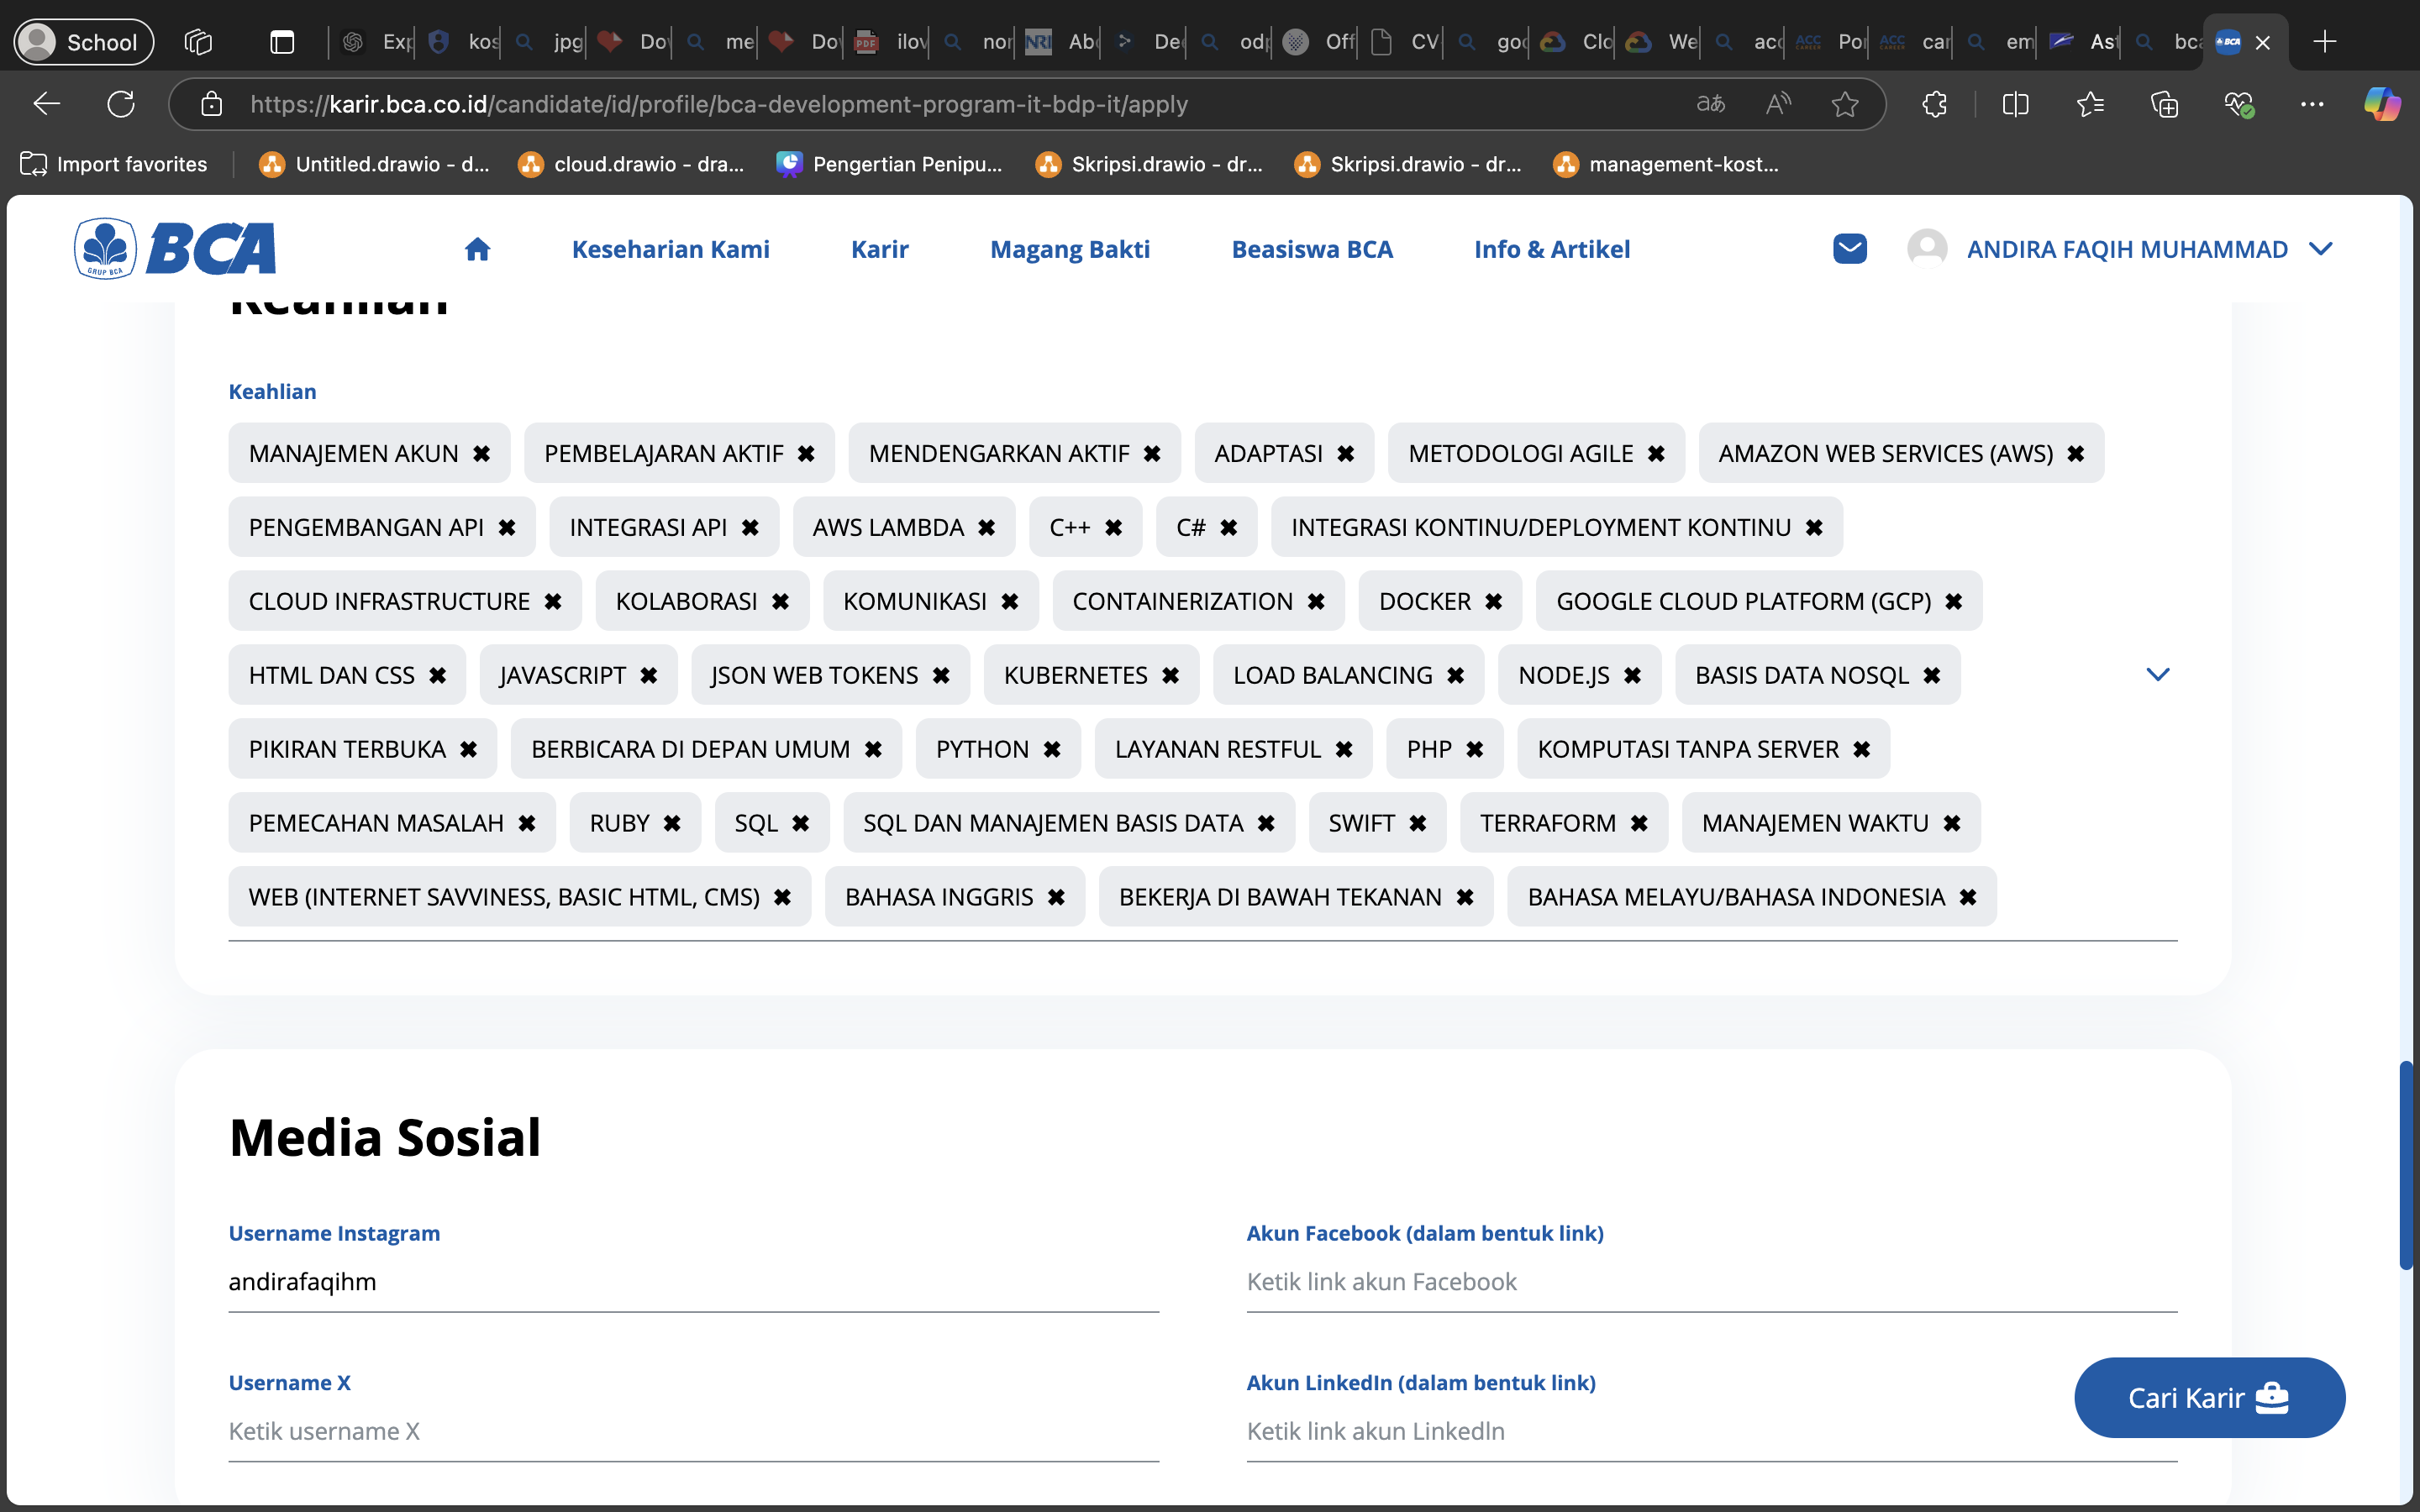 School
Exp
kos
jpg
Do
me
Do
PDF
ilov
nor
NRI
Ab
De
odp
Off
CV
goo
Clo
We
acc
ACC
CAREER
Por
ACC
CAREER
car
em
Ast
bca
BCA
https://karir.bca.co.id/candidate/id/profile/bca-development-program-it-bdp-it/apply
Import favorites
Untitled.drawio - d...
cloud.drawio - dra...
Pengertian Penipu...
Skripsi.drawio - dr...
Skripsi.drawio - dr...
management-kost...
GRUP BCA
BCA
Keseharian Kami
Karir
Magang Bakti
Beasiswa BCA
Info & Artikel
ANDIRA FAQIH MUHAMMAD
Keahlian
Keahlian
MANAJEMEN AKUN ✖ PEMBELAJARAN AKTIF ✖ MENDENGARKAN AKTIF ✖ ADAPTASI ✖ METODOLOGI AGILE ✖ AMAZON WEB SERVICES (AWS) ✖
PENGEMBANGAN API ✖ INTEGRASI API ✖ AWS LAMBDA ✖ C++ ✖ C# ✖ INTEGRASI KONTINU/DEPLOYMENT KONTINU ✖
CLOUD INFRASTRUCTURE ✖ KOLABORASI ✖ KOMUNIKASI ✖ CONTAINERIZATION ✖ DOCKER ✖ GOOGLE CLOUD PLATFORM (GCP) ✖
HTML DAN CSS ✖ JAVASCRIPT ✖ JSON WEB TOKENS ✖ KUBERNETES ✖ LOAD BALANCING ✖ NODE.JS ✖ BASIS DATA NOSQL ✖
PIKIRAN TERBUKA ✖ BERBICARA DI DEPAN UMUM ✖ PYTHON ✖ LAYANAN RESTFUL ✖ PHP ✖ KOMPUTASI TANPA SERVER ✖
PEMECAHAN MASALAH ✖ RUBY ✖ SQL ✖ SQL DAN MANAJEMEN BASIS DATA ✖ SWIFT ✖ TERRAFORM ✖ MANAJEMEN WAKTU ✖
WEB (INTERNET SAVVINESS, BASIC HTML, CMS) ✖ BAHASA INGGRIS ✖ BEKERJA DI BAWAH TEKANAN ✖ BAHASA MELAYU/BAHASA INDONESIA ✖
Media Sosial
Username Instagram
andirafaqihm
Akun Facebook (dalam bentuk link)
Ketik link akun Facebook
Username X
Ketik username X
Akun LinkedIn (dalam bentuk link)
Ketik link akun LinkedIn
Cari Karir